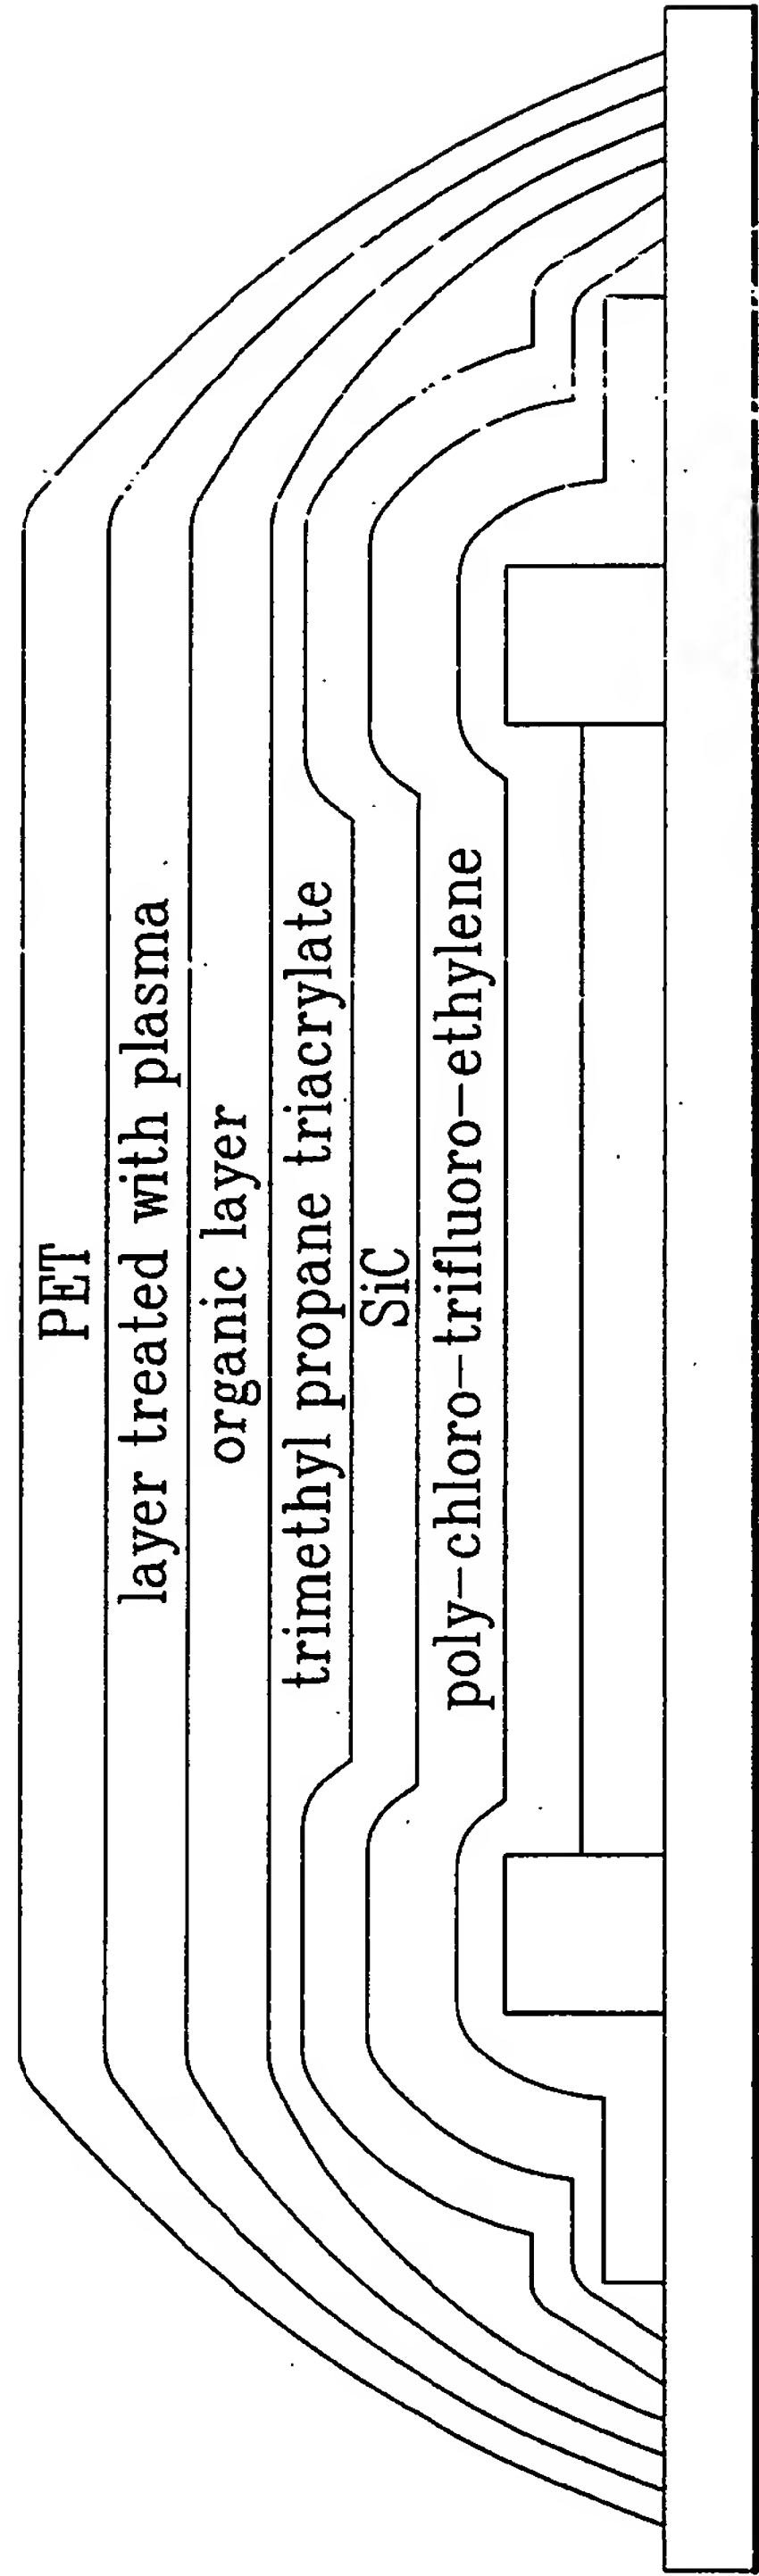 PET
layer treated with plasma
organic layer
trimethyl propane triacrylate
SiC
poly-chloro-trifluoro-ethylene